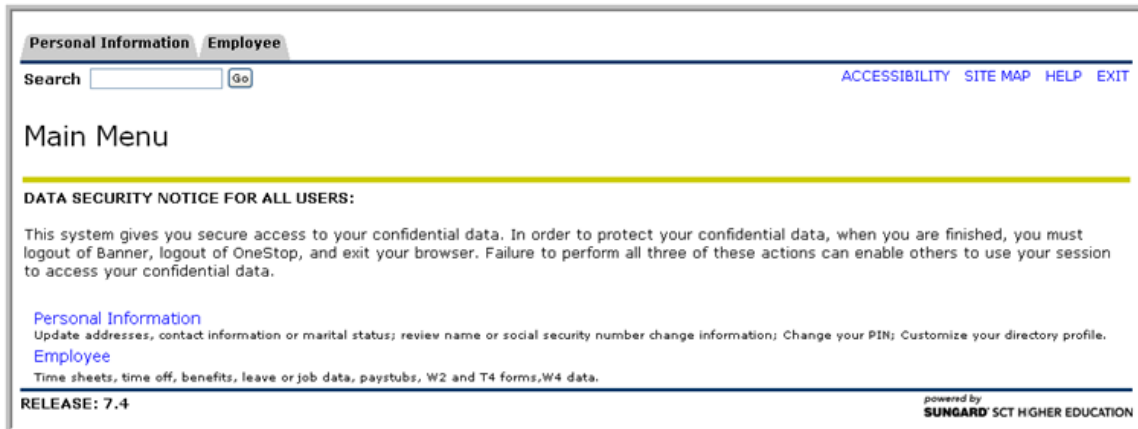 Personal Information Employee
Search Go ACCESSIBILITY SITE MAP HELP EXIT
Main Menu
DATA SECURITY NOTICE FOR ALL USERS:
This system gives you secure access to your confidential data. In order to protect your confidential data, when you are finished, you must
logout of Banner, logout of OneStop, and exit your browser. Failure to perform all three of these actions can enable others to use your session
to access your confidential data.
Personal Information
Update addresses, contact information or marital status; review name or social security number change information; Change your PIN; Customize your directory profile.
Employee
Time sheets, time off, benefits, leave or job data, paystubs, W2 and T4 forms,W4 data.
RELEASE: 7.4
powered by
SUNGARD' SCT HIGHER EDUCATION